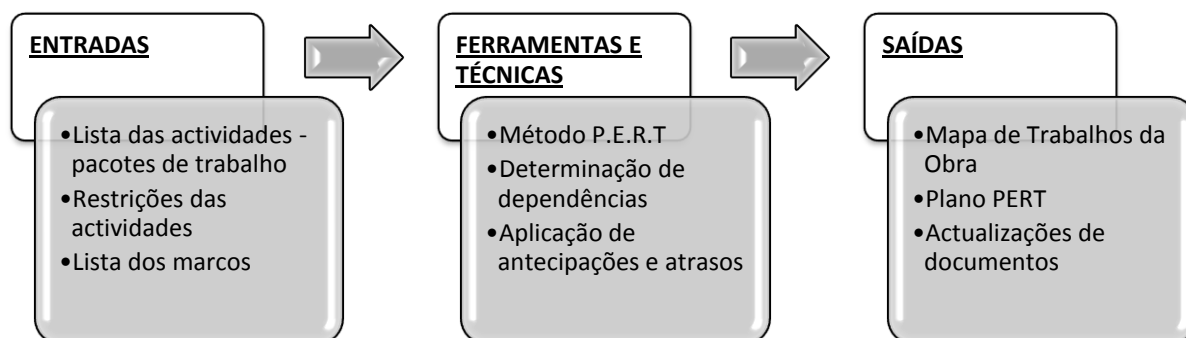 ENTRADAS
•Lista das actividades -
pacotes de trabalho
•Restrições das
actividades
•Lista dos marcos
FERRAMENTAS E
TÉCNICAS
•Método P.E.R.T
•Determinação de
dependências
•Aplicação de
antecipações e atrasos
SAÍDAS
•Mapa de Trabalhos da
Obra
•Plano PERT
•Actualizações de
documentos